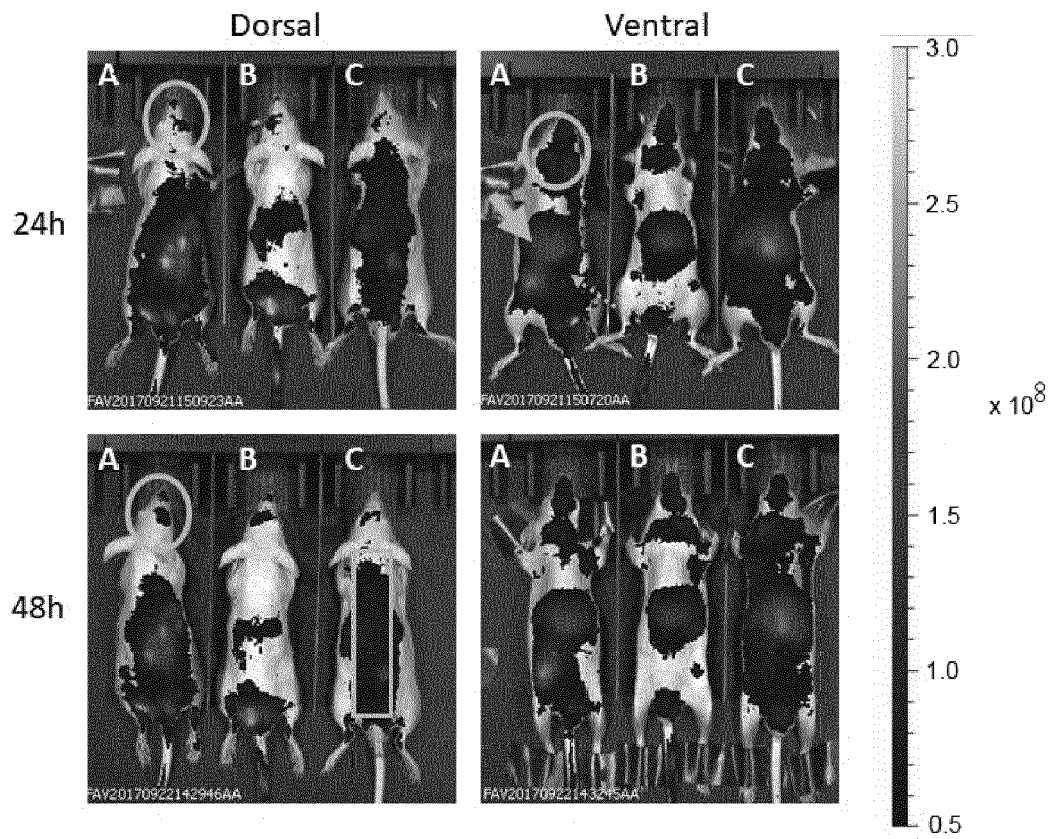 Dorsal
Ventral
A B C
A B C
24h
FAV20170921150923AA
FAV20170921150720AA
A B C
A B C
48h
FAV20170922142946AA
FAV20170922143245AA
3.0
2.5
2.0
x 10^8
1.5
1.0
0.5